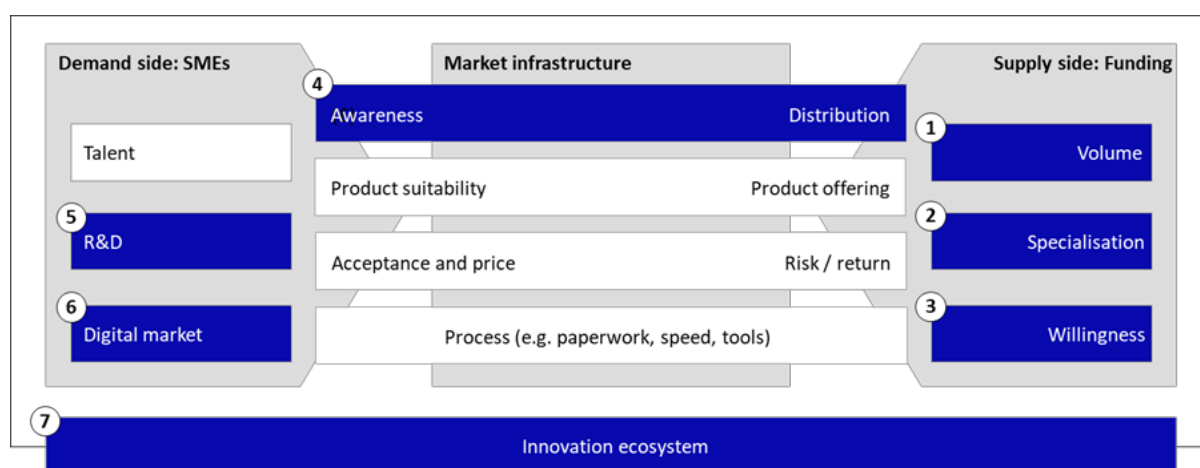 Demand side: SMEs
Market infrastructure
Supply side: Funding
4
Awareness
Distribution
1
Talent
Volume
Product suitability
Product offering
5
R&D
2
Specialisation
Acceptance and price
Risk / return
6
Digital market
Process (e.g. paperwork, speed, tools)
3
Willingness
7
Innovation ecosystem